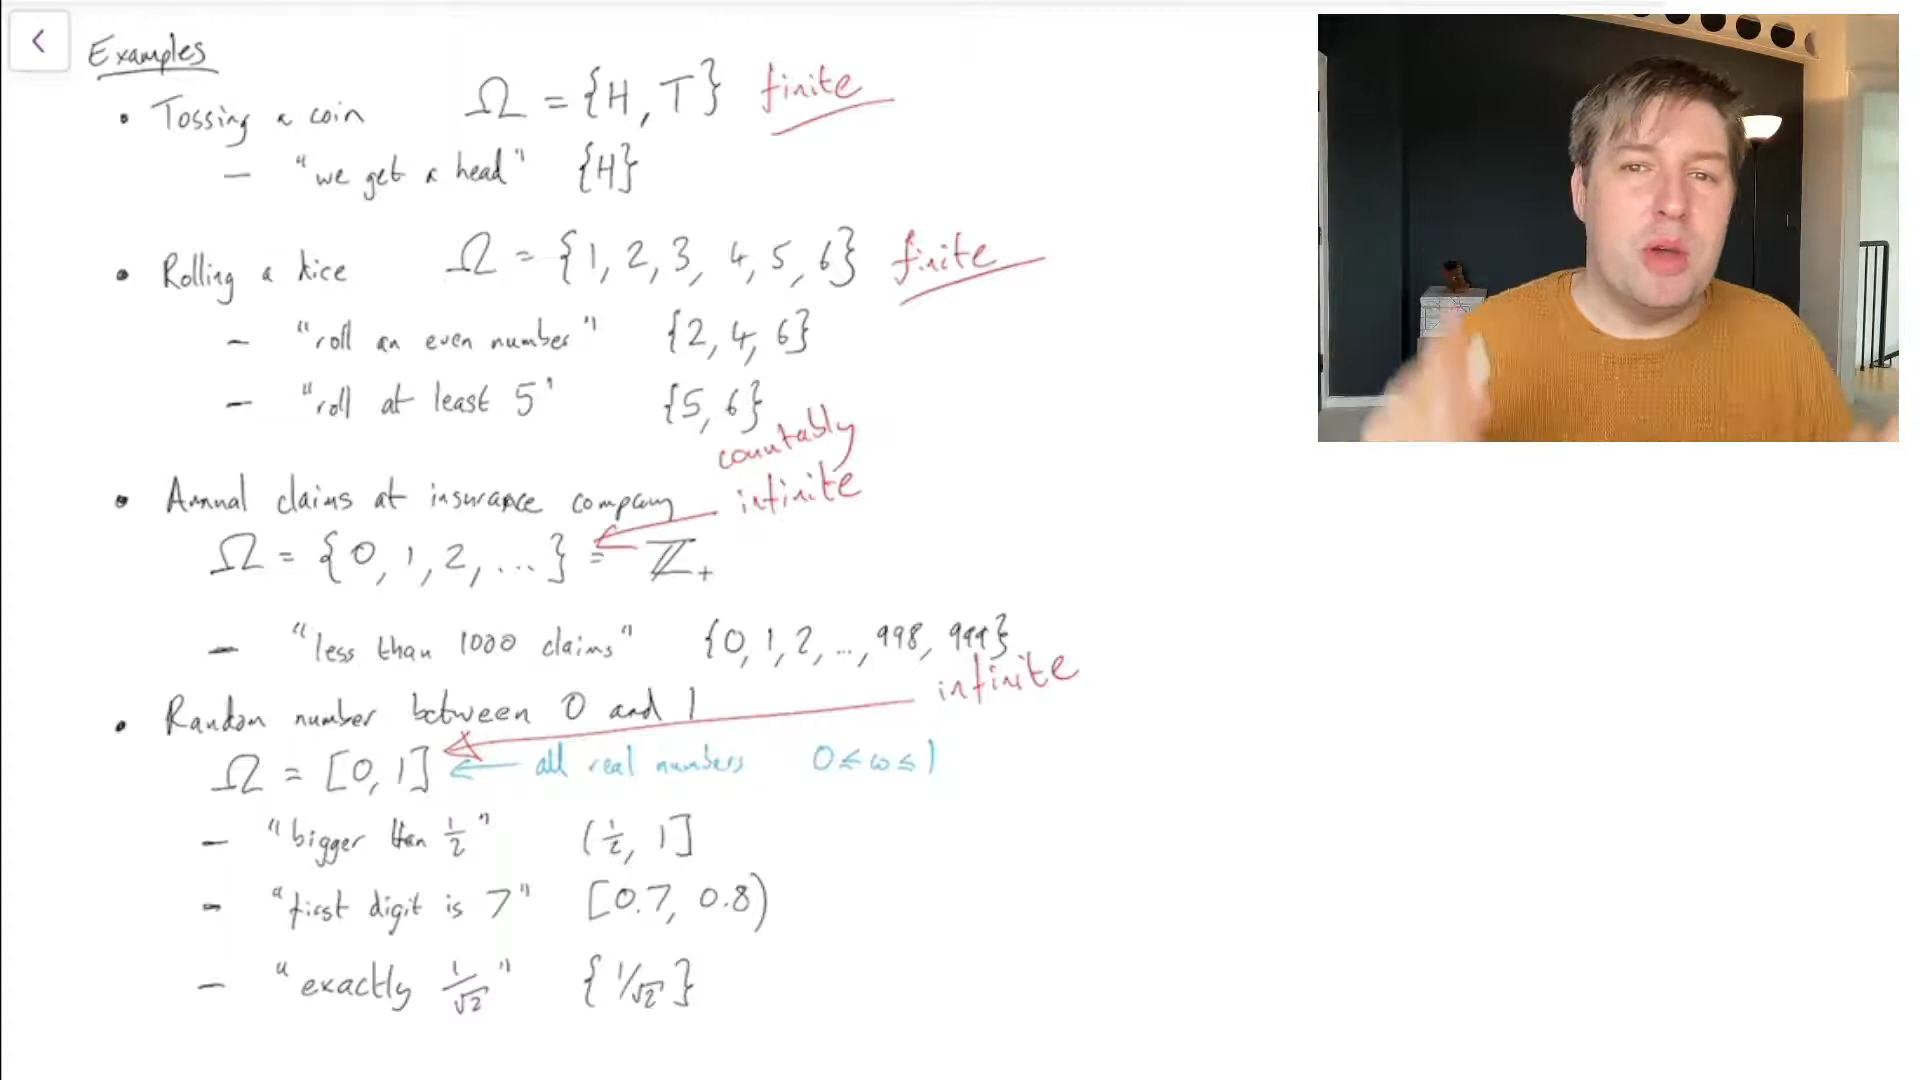 Examples
• Tossing a coin Ω = {H, T} finite
— "we get a head" {H}
• Rolling a dice Ω = {1, 2, 3, 4, 5, 6} finite
— "roll an even number" {2, 4, 6}
— "roll at least 5" {5, 6}
countably
infinite
• Annual claims at insurance company
Ω = {0, 1, 2, ...} = ℤ₊
— "less than 1000 claims" {0, 1, 2, ..., 998, 999}
infinite
• Random number between 0 and 1
Ω = [0, 1] ← all real numbers 0 ≤ ω ≤ 1
— "bigger than 1/2" (1/2, 1]
— "first digit is 7" [0.7, 0.8)
— "exactly 1/√2" {1/√2}